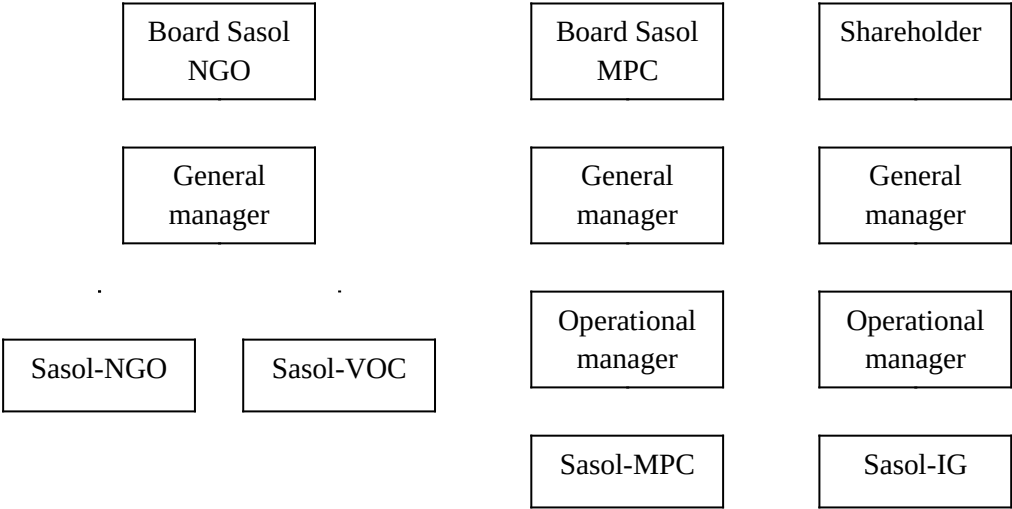 Board Sasol
NGO
Board Sasol
MPC
Shareholder
General
manager
General
manager
General
manager
Operational
manager
Operational
manager
Sasol-NGO
Sasol-VOC
Sasol-MPC
Sasol-IG